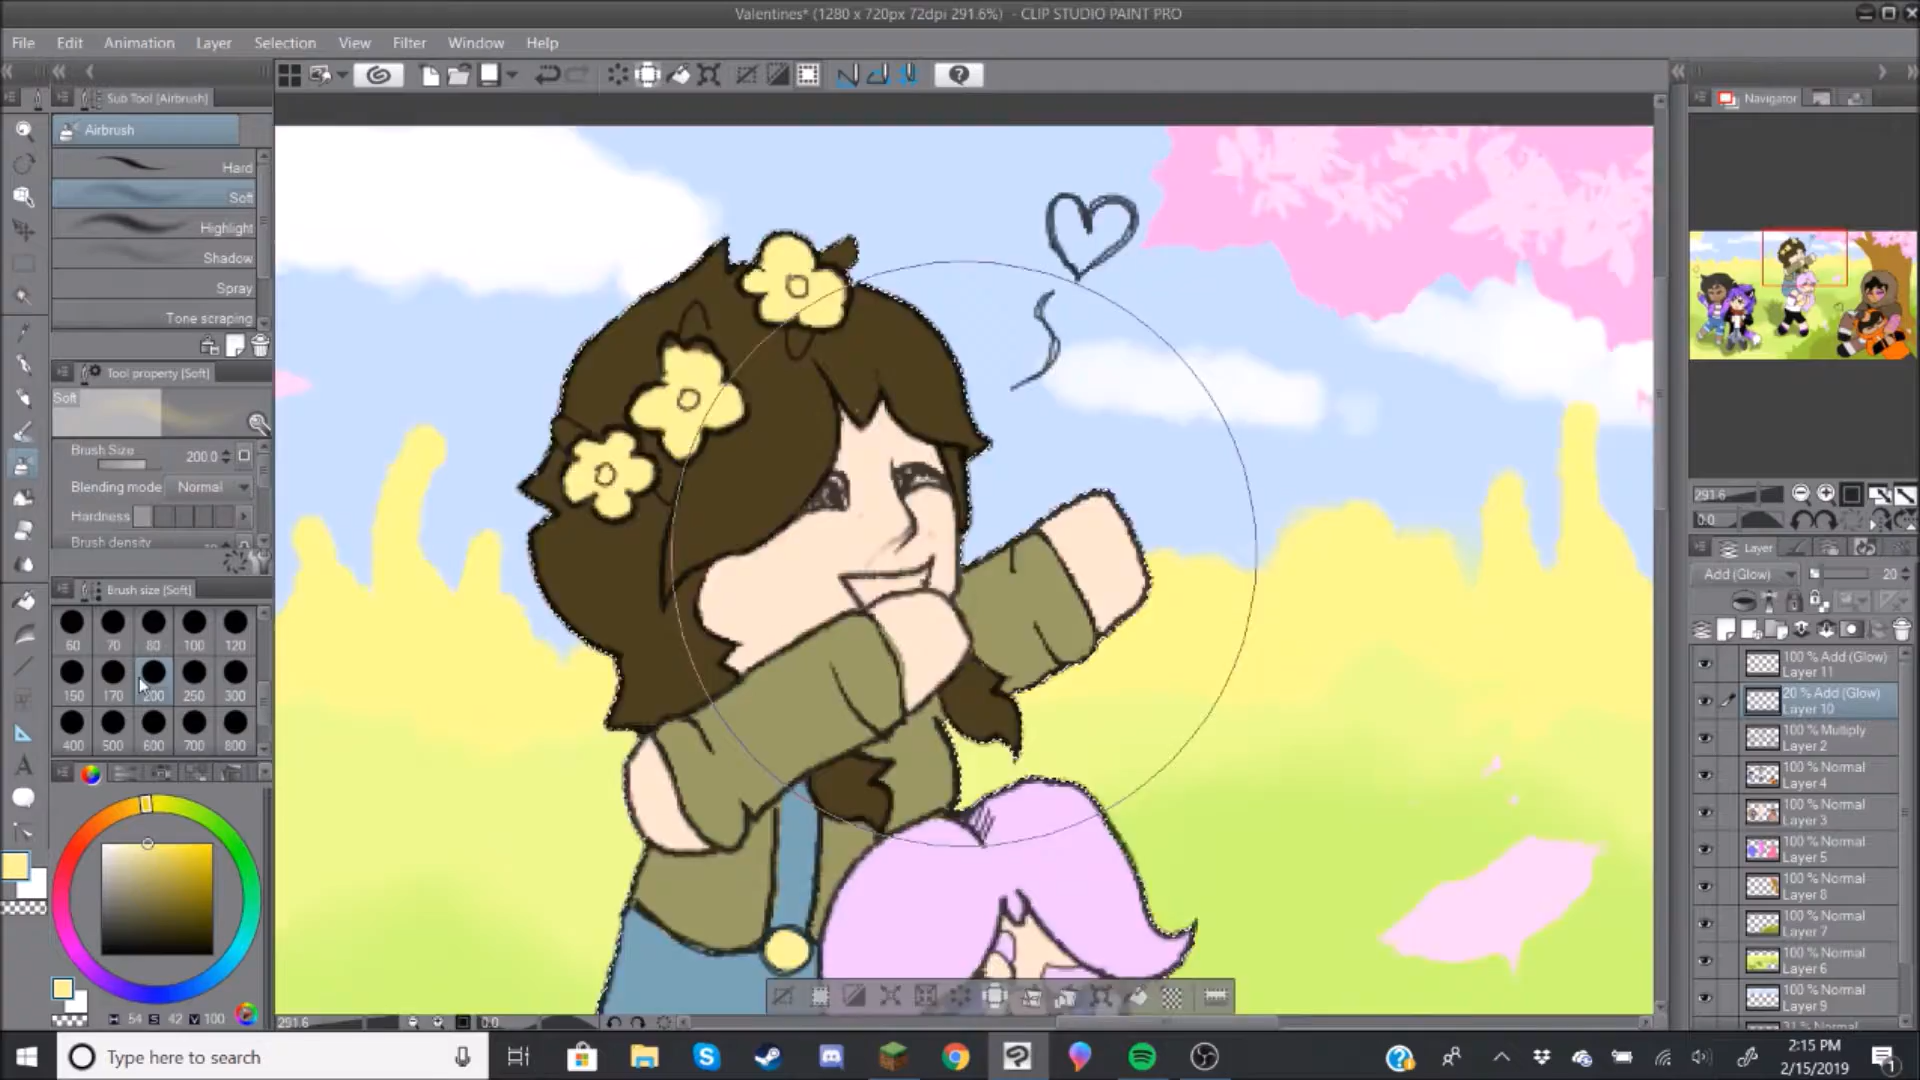 Valentines* (1280 x 720px 72dpi 291.6%) - CLIP STUDIO PAINT PRO
File Edit Animation Layer Selection View Filter Window Help
Sub Tool [Airbrush]
Airbrush
Hard
Soft
Highlight
Shadow
Spray
Tone scraping
Tool property [Soft]
Soft
Brush Size 200.0
Blending mode Normal
Hardness
Brush density
Brush size [Soft]
60 70 80 100 120
150 170 200 250 300
400 500 600 700 800
H 54 S 42 V 100
291.6 0.0
Navigator
291.6
0.0
Layer
Add (Glow) 20
100 % Add (Glow)
Layer 11
20 % Add (Glow)
Layer 10
100 % Multiply
Layer 2
100 % Normal
Layer 4
100 % Normal
Layer 3
100 % Normal
Layer 5
100 % Normal
Layer 8
100 % Normal
Layer 7
100 % Normal
Layer 6
100 % Normal
Layer 9
31 % Normal
Type here to search
2:15 PM
2/15/2019
1